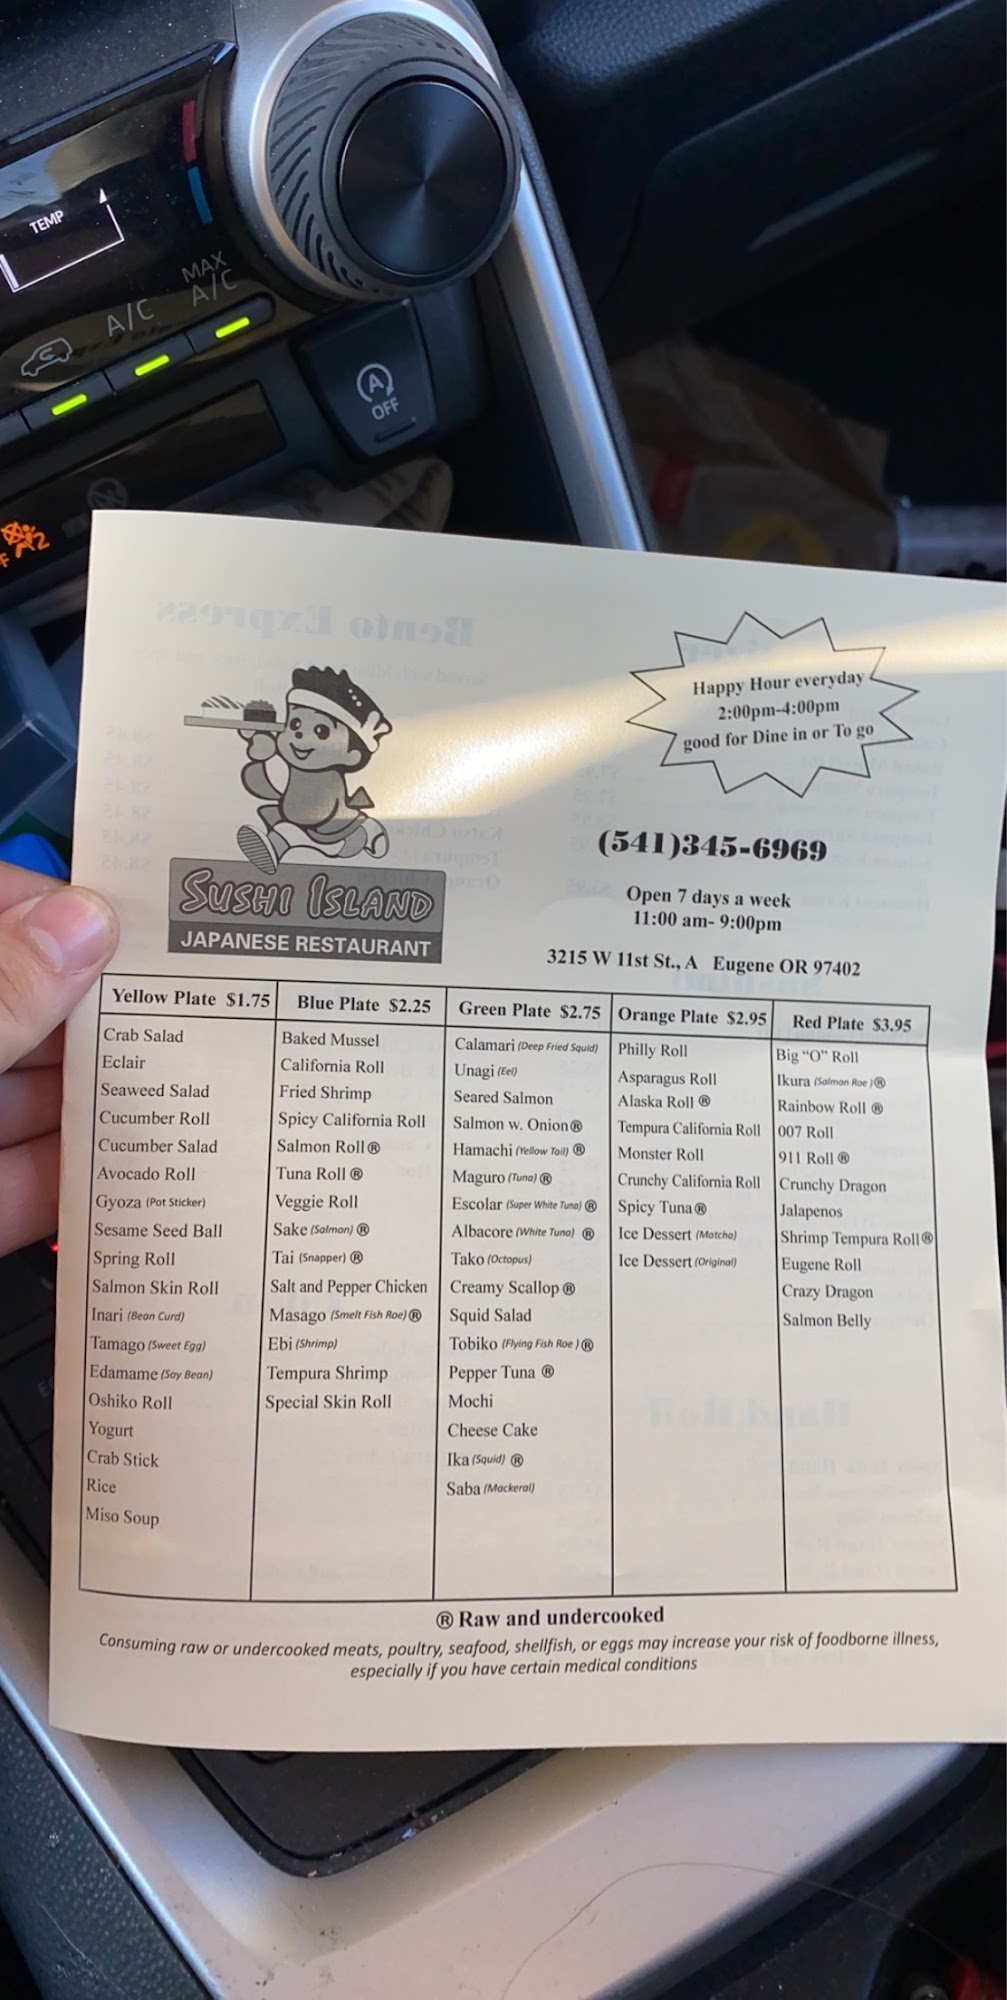 TEMP
MAX
A/C
A/C
A
OFF
2
Bento Express
Happy Hour everyday
2:00pm-4:00pm
good for Dine in or To go
(541)345-6969
Open 7 days a week
11:00 am- 9:00pm
3215 W 11st St., A Eugene OR 97402
SUSHI ISLAND
JAPANESE RESTAURANT
Yellow Plate $1.75
Crab Salad
Eclair
Seaweed Salad
Cucumber Roll
Cucumber Salad
Avocado Roll
Gyoza (Pot Sticker)
Sesame Seed Ball
Spring Roll
Salmon Skin Roll
Inari (Bean Curd)
Tamago (Sweet Egg)
Edamame (Soy Bean)
Oshiko Roll
Yogurt
Crab Stick
Rice
Miso Soup
Blue Plate $2.25
Baked Mussel
California Roll
Fried Shrimp
Spicy California Roll
Salmon Roll ®
Tuna Roll ®
Veggie Roll
Sake (Salmon) ®
Tai (Snapper) ®
Salt and Pepper Chicken
Masago (Smelt Fish Roe) ®
Ebi (Shrimp)
Tempura Shrimp
Special Skin Roll
Green Plate $2.75
Calamari (Deep Fried Squid)
Unagi (Eel)
Seared Salmon
Salmon w. Onion ®
Hamachi (Yellow Tail) ®
Maguro (Tuna) ®
Escolar (Super White Tuna) ®
Albacore (White Tuna) ®
Tako (Octopus)
Creamy Scallop ®
Squid Salad
Tobiko (Flying Fish Roe ) ®
Pepper Tuna ®
Mochi
Cheese Cake
Ika (Squid) ®
Saba (Mackeral)
Orange Plate $2.95
Philly Roll
Asparagus Roll
Alaska Roll ®
Tempura California Roll
Monster Roll
Crunchy California Roll
Spicy Tuna ®
Ice Dessert (Matcha)
Ice Dessert (Original)
Red Plate $3.95
Big "O" Roll
Ikura (Salmon Roe ) ®
Rainbow Roll ®
007 Roll
911 Roll ®
Crunchy Dragon
Jalapenos
Shrimp Tempura Roll ®
Eugene Roll
Crazy Dragon
Salmon Belly
® Raw and undercooked
Consuming raw or undercooked meats, poultry, seafood, shellfish, or eggs may increase your risk of foodborne illness,
especially if you have certain medical conditions